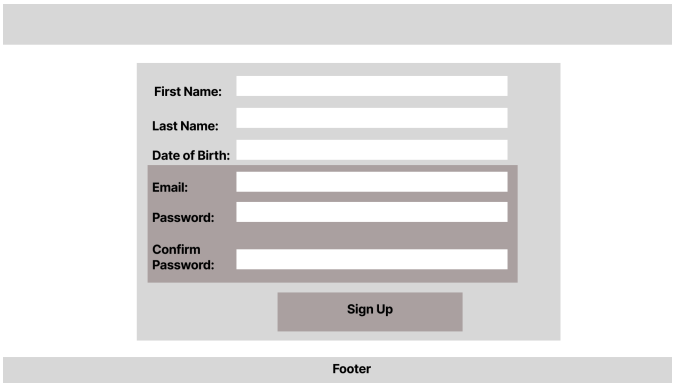 First Name:
Last Name:
Date of Birth:
Email:
Password:
Confirm
Password:
Sign Up
Footer